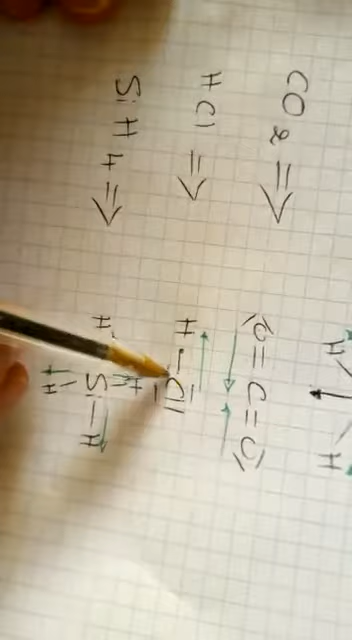 CO2 ⇒ ⟨O = C = O⟩
HCl ⇒ H – Cl
SiH4 ⇒ H Si – H H H
H H